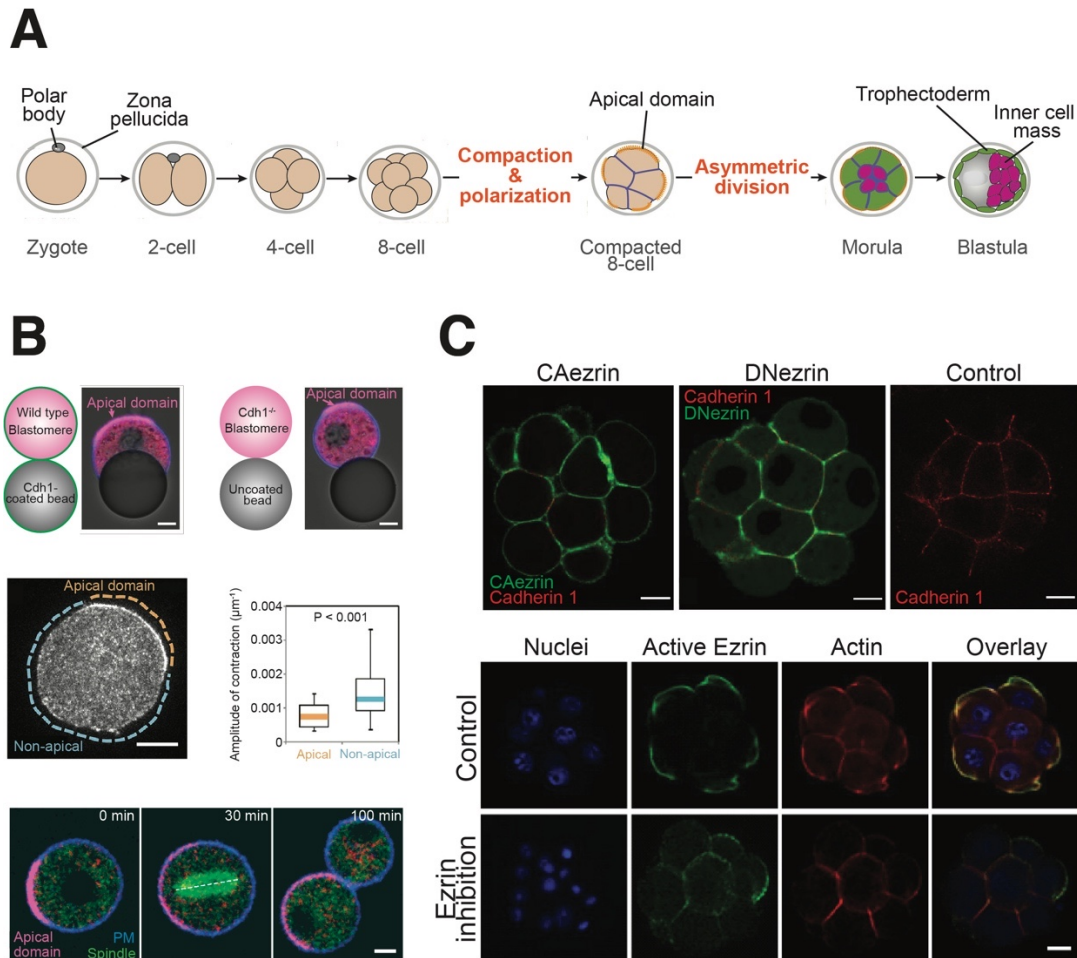 A
Polar
body
Zona
pellucida
Apical domain
Trophectoderm
Inner cell
mass
Compaction
&
polarization
Asymmetric
division
Zygote
2-cell
4-cell
8-cell
Compacted
8-cell
Morula
Blastula
B
Wild type
Blastomere
Cdh1-
coated bead
Apical domain
Cdh1-/-
Blastomere
Uncoated
bead
Apical domain
Apical domain
Non-apical
Amplitude of contraction (μm-1)
0.004
0.003
0.002
0.001
0
P < 0.001
Apical
Non-apical
0 min
30 min
100 min
Apical
domain
PM
Spindle
C
CAezrin
DNezrin
Control
CAezrin
Cadherin 1
Cadherin 1
DNezrin
Cadherin 1
Nuclei
Active Ezrin
Actin
Overlay
Control
Ezrin
inhibition